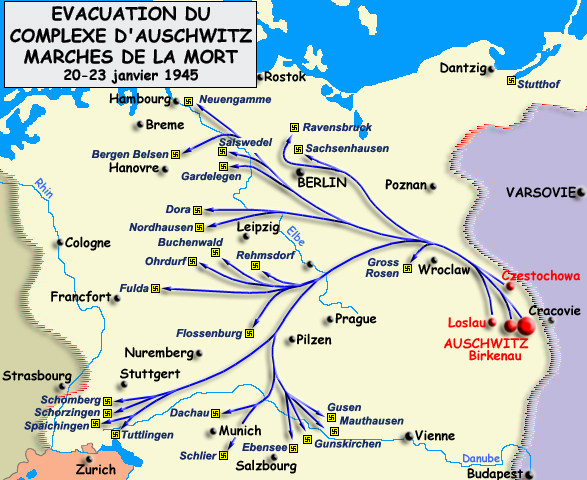 EVACUATION DU
COMPLEXE D'AUSCHWITZ
MARCHES DE LA MORT
20-23 janvier 1945
Rostok
Dantzig
Stutthof
Hambourg
Neuengamme
Breme
Ravensbruck
Salswedel
Sachsenhausen
Bergen Belsen
Hanovre
Gardelegen
BERLIN
Poznan
VARSOVIE
Rhin
Dora
Nordhausen
Leipzig
Elbe
Cologne
Buchenwald
Ohrdurf
Rehmsdorf
Gross
Rosen
Wroclaw
Częstochowa
Fulda
Francfort
Cracovie
Prague
Loslau
Flossenburg
Pilzen
AUSCHWITZ
Birkenau
Nuremberg
Strasbourg
Stuttgart
Schomberg
Schorzingen
Spaichingen
Tuttlingen
Dachau
Gusen
Mauthausen
Munich
Gunskirchen
Vienne
Schlier
Ebensee
Salzbourg
Danube
Zurich
Budapest